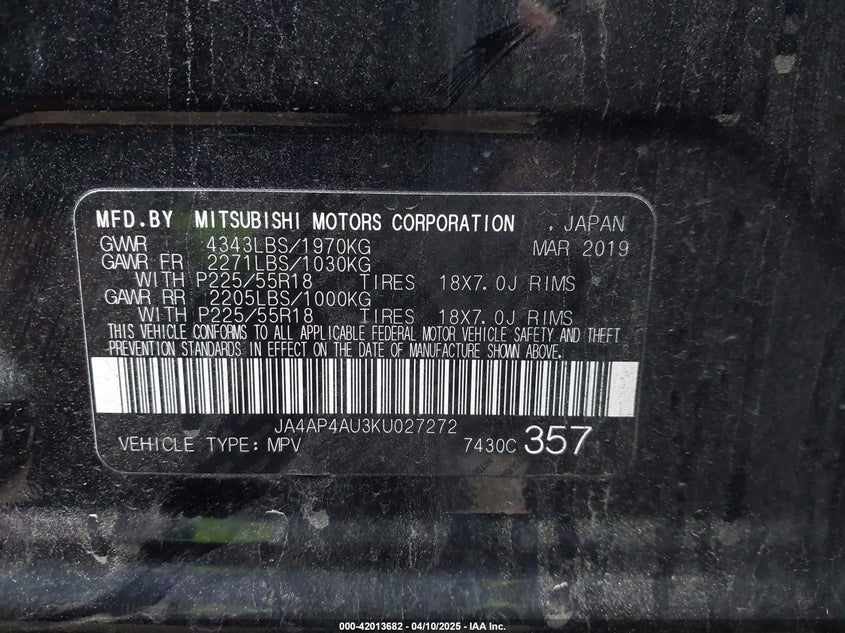 MFD.BY MITSUBISHI MOTORS CORPORATION , JAPAN
GVWR 4343LBS/1970KG MAR 2019
GAWR FR 2271LBS/1030KG
WITH P225/55R18 TIRES 18X7.0J RIMS
GAWR RR 2205LBS/1000KG
WITH P225/55R18 TIRES 18X7.0J RIMS
THIS VEHICLE CONFORMS TO ALL APPLICABLE FEDERAL MOTOR VEHICLE SAFETY AND THEFT
PREVENTION STANDARDS IN EFFECT ON THE DATE OF MANUFACTURE SHOWN ABOVE.
JA4AP4AU3KU027272
VEHICLE TYPE: MPV 7430C 357
000-42013682 - 04/10/2025 - IAA Inc.